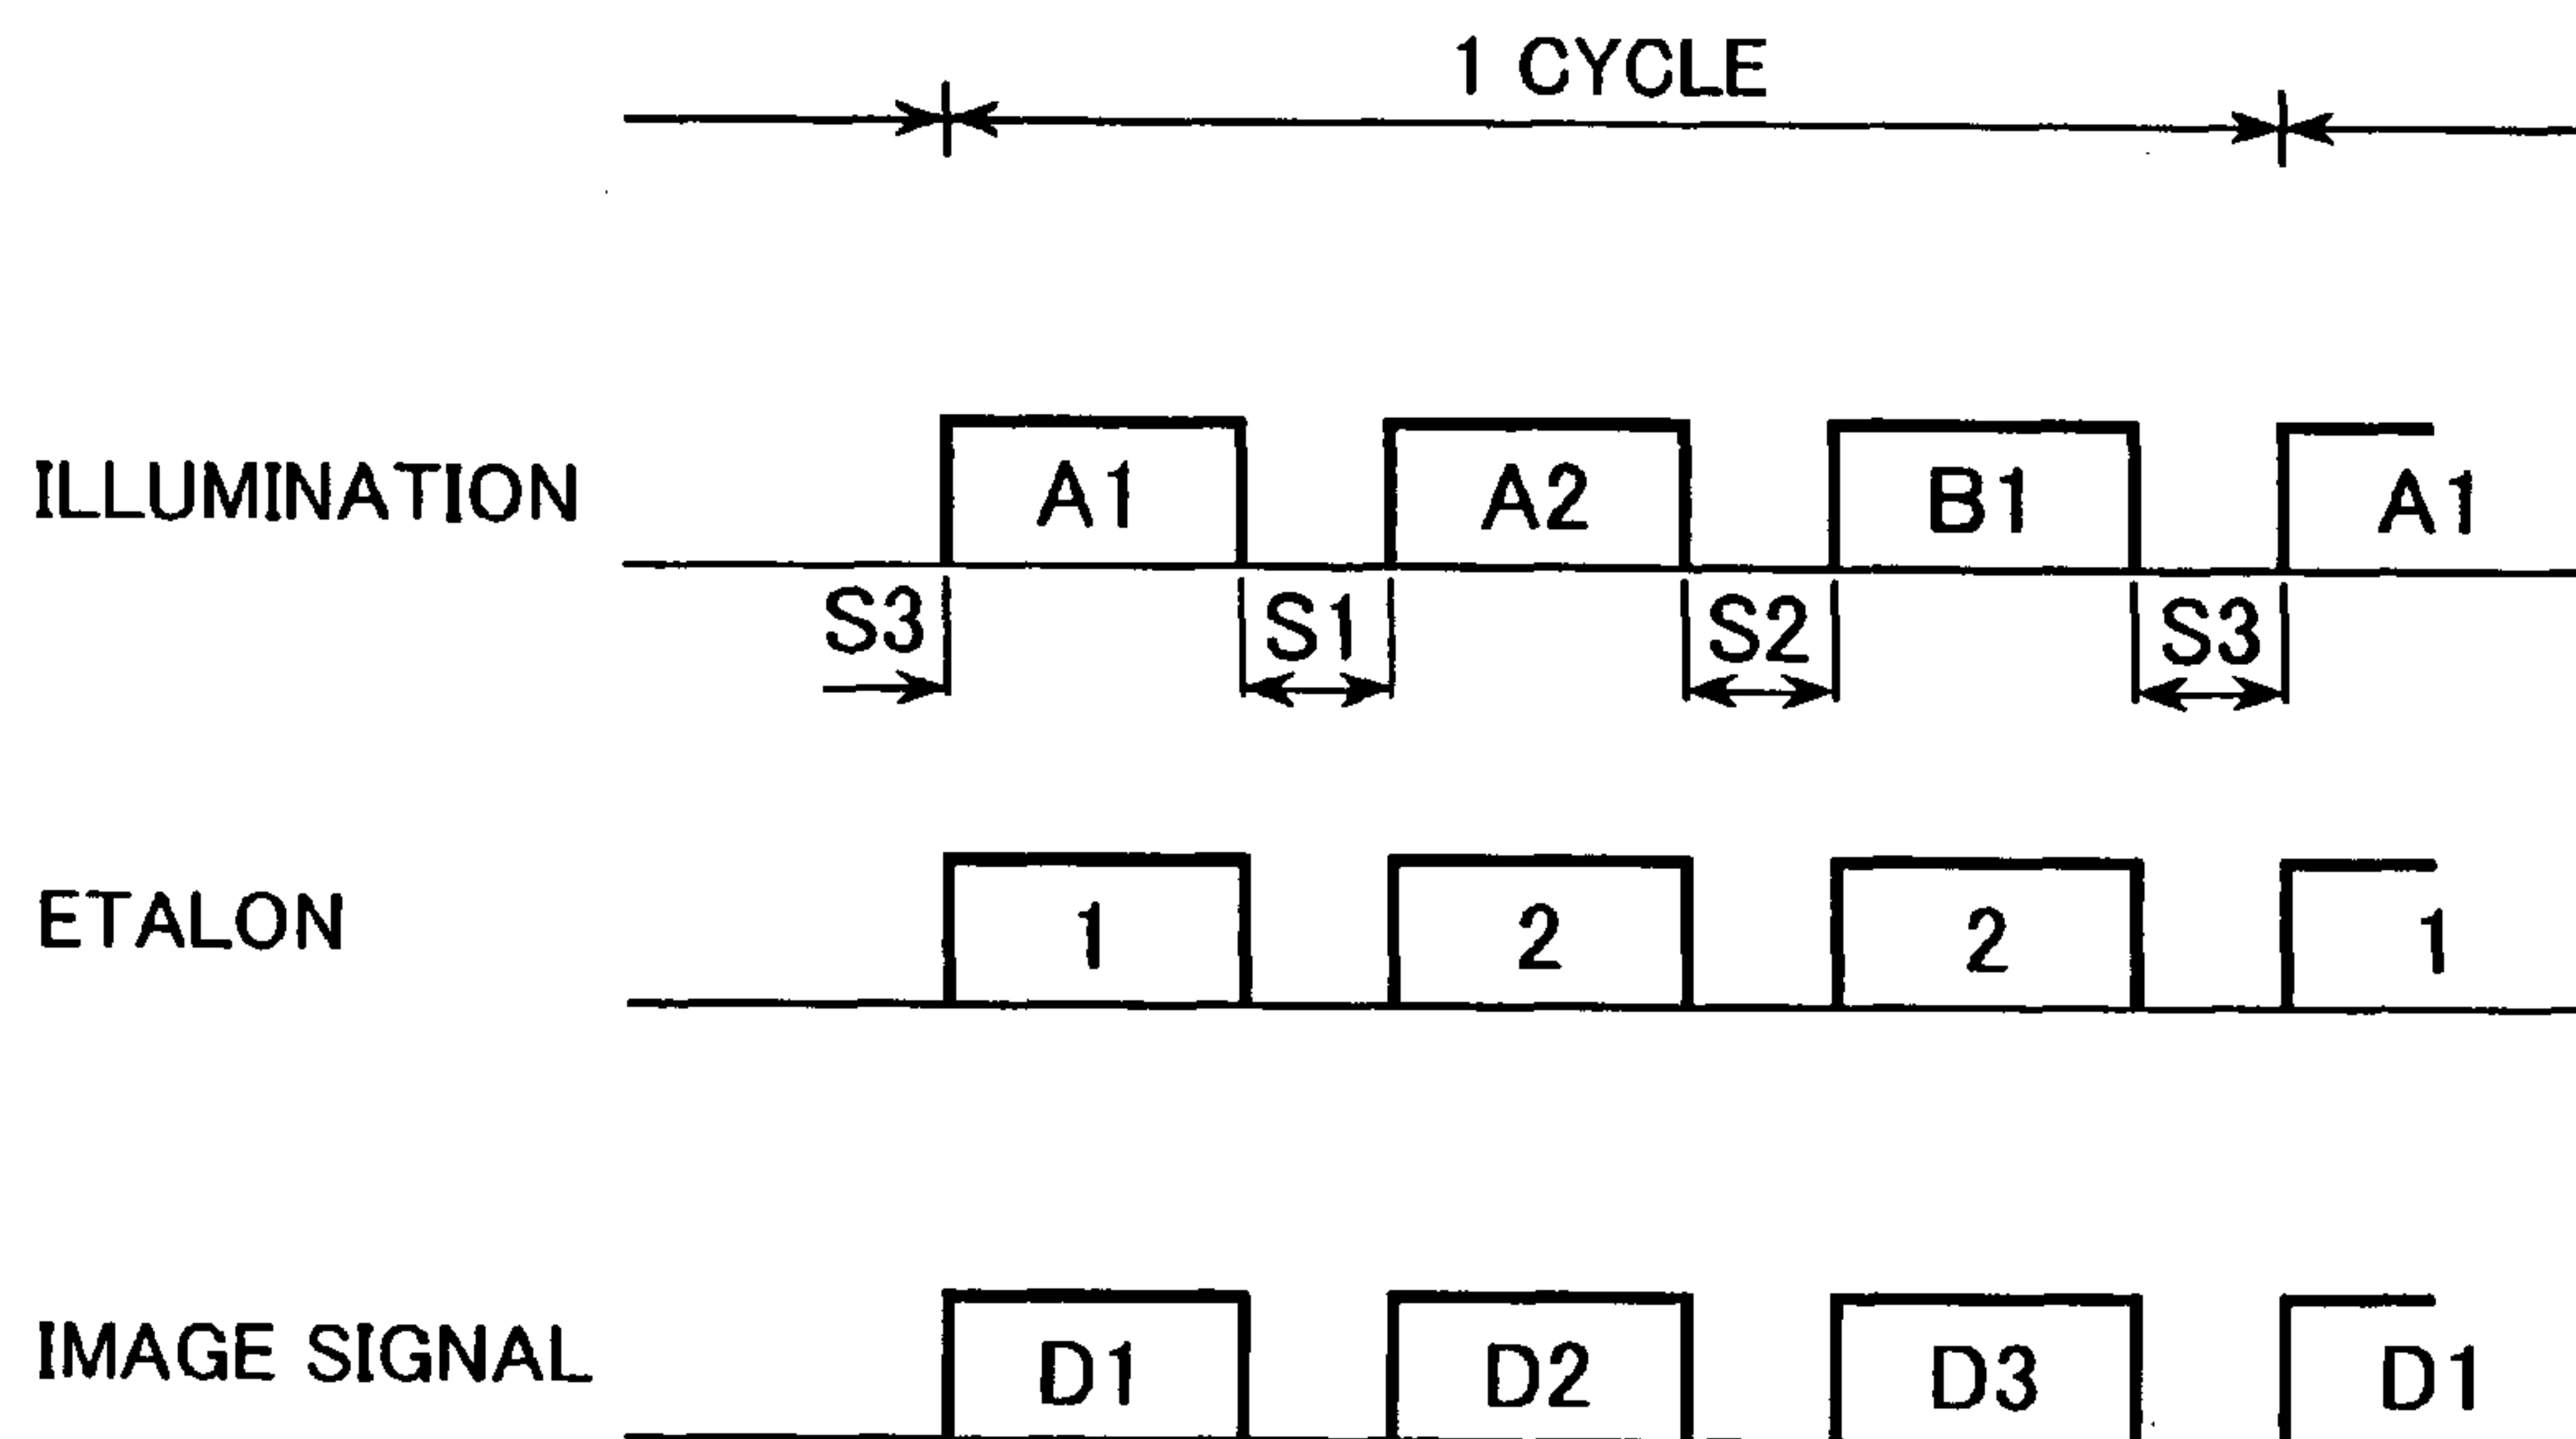 1 CYCLE
ILLUMINATION A1 A2 B1 A1
S3 S1 S2 S3
ETALON 1 2 2 1
IMAGE SIGNAL D1 D2 D3 D1